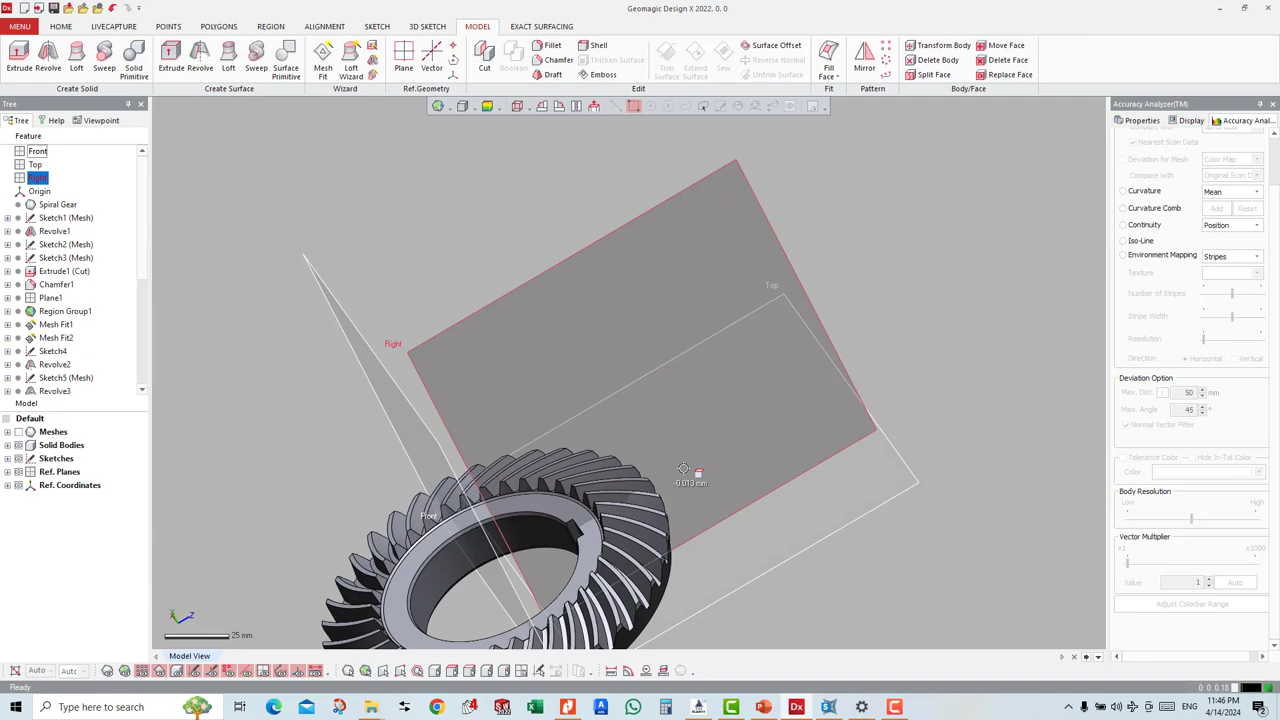 Geomagic Design X 2022. 0. 0
MENU HOME LIVECAPTURE POINTS POLYGONS REGION ALIGNMENT SKETCH 3D SKETCH MODEL EXACT SURFACING
Fillet Shell Surface Offset Transform Body Move Face
Extrude Revolve Loft Sweep Solid Primitive Extrude Revolve Loft Sweep Surface Primitive Mesh Fit Loft Wizard Plane Vector Cut Boolean Chamfer Thicken Surface Trim Surface Extend Surface Sew Reverse Normal Fill Face Mirror Delete Body Delete Face
Draft Emboss Untrim Surface Split Face Replace Face
Create Solid Create Surface Wizard Ref.Geometry Edit Fit Pattern Body/Face
Tree
Tree Help Viewpoint
Feature
Front
Top
Right
Origin
Spiral Gear
Sketch1 (Mesh)
Revolve1
Sketch2 (Mesh)
Sketch3 (Mesh)
Extrude1 (Cut)
Chamfer1
Plane1
Region Group1
Mesh Fit1
Mesh Fit2
Sketch4
Revolve2
Sketch5 (Mesh)
Revolve3
Model
Default
Meshes
Solid Bodies
Sketches
Ref. Planes
Ref. Coordinates
Top
Right
Front
-0.013 mm
X Z
25 mm
Model View
Accuracy Analyzer(TM)
Properties Display Accuracy Anal...
Nearest Scan Data
Deviation for Mesh Color Map
Compare with Original Scan D
Curvature Mean
Curvature Comb Add Reset
Continuity Position
Iso-Line
Environment Mapping Stripes
Texture:
Number of Stripes
Stripe Width
Resolution
Direction Horizontal Vertical
Deviation Option
Max. Dist. 50 mm
Max. Angle 45 °
Normal Vector Filter
Tolerance Color Hide In-Tol.Color
Color
Body Resolution
Low High
Vector Multiplier
x1 x1000
Value 1 Auto
Adjust Colorbar Range
Auto Autc
Ready 0: 0: 0.18
Type here to search
11:46 PM
4/14/2024